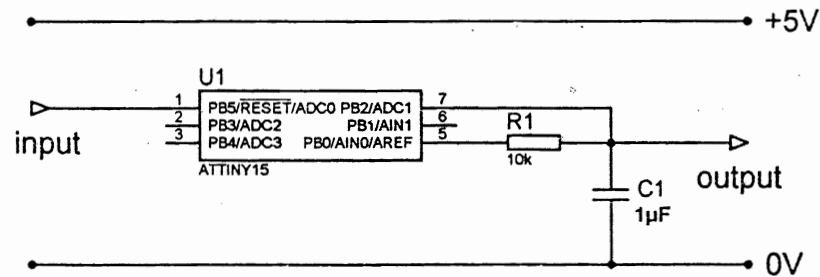 +5V
U1
1 PB5/RESET/ADC0 PB2/ADC1 7
2 PB3/ADC2 PB1/AIN1 6
3 PB4/ADC3 PB0/AIN0/AREF 5
ATTINY15
input
R1
10k
output
C1
1µF
0V